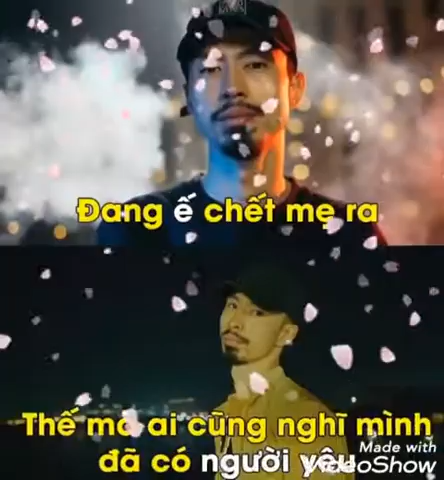 Đang ế chết mẹ ra
Thế mà ai cũng nghĩ mình
đã có người yêu
Made with
VideoShow